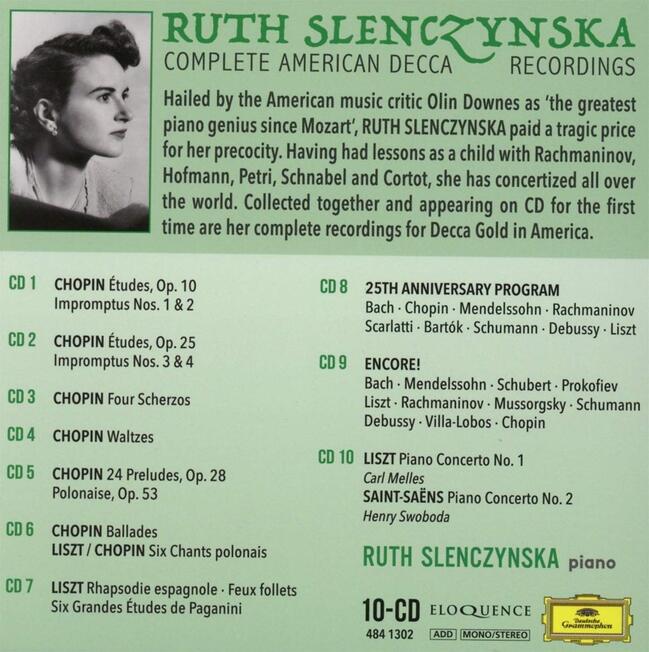 RUTH SLENCZYNSKA
COMPLETE AMERICAN DECCA RECORDINGS
Hailed by the American music critic Olin Downes as ‘the greatest
piano genius since Mozart’, RUTH SLENCZYNSKA paid a tragic price
for her precocity. Having had lessons as a child with Rachmaninov,
Hofmann, Petri, Schnabel and Cortot, she has concertized all over
the world. Collected together and appearing on CD for the first
time are her complete recordings for Decca Gold in America.
CD 1 CHOPIN Études, Op. 10
Impromptus Nos. 1 & 2
CD 2 CHOPIN Études, Op. 25
Impromptus Nos. 3 & 4
CD 3 CHOPIN Four Scherzos
CD 4 CHOPIN Waltzes
CD 5 CHOPIN 24 Preludes, Op. 28
Polonaise, Op. 53
CD 6 CHOPIN Ballades
LISZT / CHOPIN Six Chants polonais
CD 7 LISZT Rhapsodie espagnole · Feux follets
Six Grandes Études de Paganini
CD 8 25TH ANNIVERSARY PROGRAM
Bach · Chopin · Mendelssohn · Rachmaninov
Scarlatti · Bartók · Schumann · Debussy · Liszt
CD 9 ENCORE!
Bach · Mendelssohn · Schubert · Prokofiev
Liszt · Rachmaninov · Mussorgsky · Schumann
Debussy · Villa-Lobos · Chopin
CD 10 LISZT Piano Concerto No. 1
Carl Melles
SAINT-SAËNS Piano Concerto No. 2
Henry Swoboda
RUTH SLENCZYNSKA piano
10-CD ELOQUENCE
484 1302 ADD MONO/STEREO
Deutsche
Grammophon